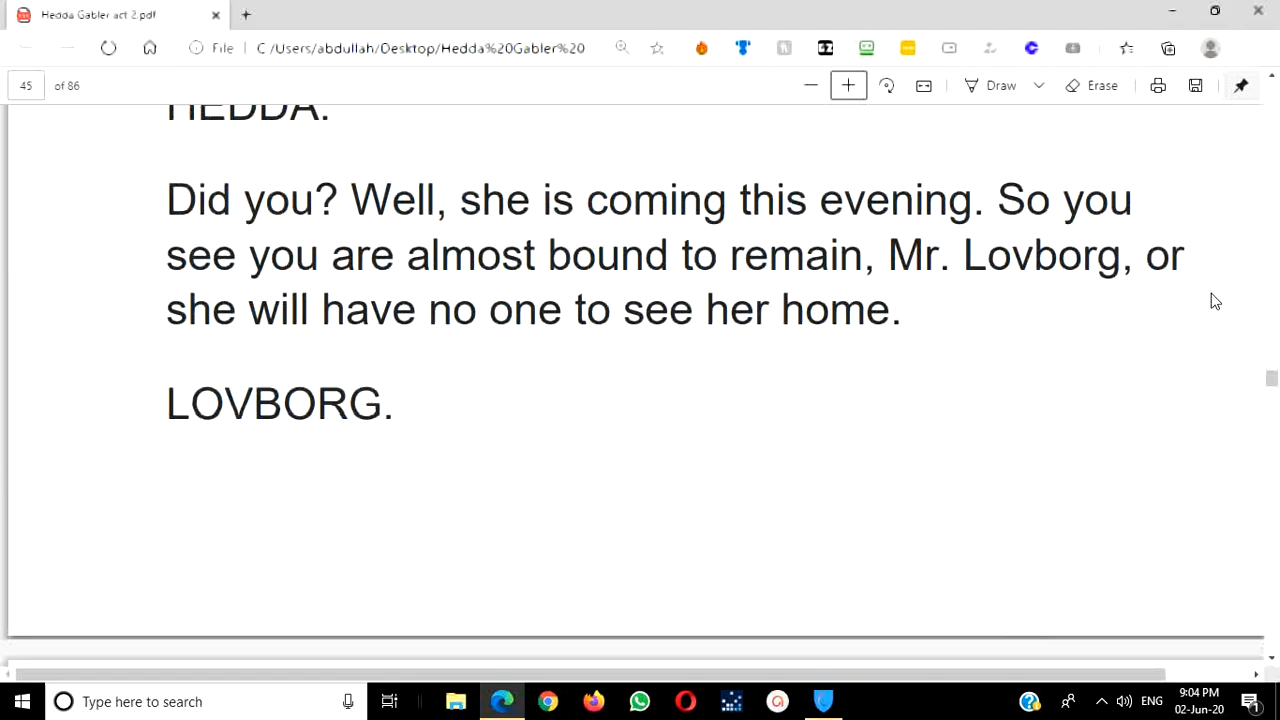 Hedda Gabler act 2.pdf
File
C:/Users/abdullah/Desktop/Hedda%20Gabler%20
45 of 86
Draw
Erase
HEDDA.
Did you? Well, she is coming this evening. So you
see you are almost bound to remain, Mr. Lovborg, or
she will have no one to see her home.
LOVBORG.
Type here to search
ENG
9:04 PM
02-Jun-20